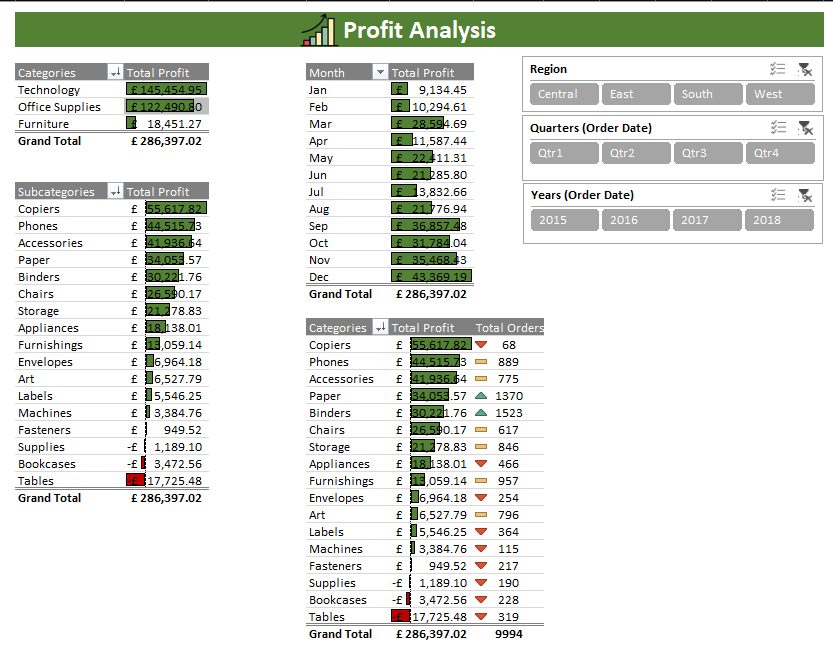 Profit Analysis
Categories Total Profit
Technology £ 145,454.95
Office Supplies £ 122,490.80
Furniture £ 18,451.27
Grand Total £ 286,397.02
Subcategories Total Profit
Copiers £ 55,617.82
Phones £ 44,515.73
Accessories £ 41,936.64
Paper £ 34,053.57
Binders £ 30,221.76
Chairs £ 26,590.17
Storage £ 21,278.83
Appliances £ 18,138.01
Furnishings £ 13,059.14
Envelopes £ 6,964.18
Art £ 6,527.79
Labels £ 5,546.25
Machines £ 3,384.76
Fasteners £ 949.52
Supplies -£ 1,189.10
Bookcases -£ 3,472.56
Tables -£ 17,725.48
Grand Total £ 286,397.02
Month Total Profit
Jan £ 9,134.45
Feb £ 10,294.61
Mar £ 28,594.69
Apr £ 11,587.44
May £ 22,411.31
Jun £ 21,285.80
Jul £ 13,832.66
Aug £ 21,776.94
Sep £ 36,857.48
Oct £ 31,784.04
Nov £ 35,468.43
Dec £ 43,369.19
Grand Total £ 286,397.02
Categories Total Profit Total Orders
Copiers £ 55,617.82 68
Phones £ 44,515.73 889
Accessories £ 41,936.64 775
Paper £ 34,053.57 1370
Binders £ 30,221.76 1523
Chairs £ 26,590.17 617
Storage £ 21,278.83 846
Appliances £ 18,138.01 466
Furnishings £ 13,059.14 957
Envelopes £ 6,964.18 254
Art £ 6,527.79 796
Labels £ 5,546.25 364
Machines £ 3,384.76 115
Fasteners £ 949.52 217
Supplies -£ 1,189.10 190
Bookcases -£ 3,472.56 228
Tables -£ 17,725.48 319
Grand Total £ 286,397.02 9994
Region
Central East South West
Quarters (Order Date)
Qtr1 Qtr2 Qtr3 Qtr4
Years (Order Date)
2015 2016 2017 2018